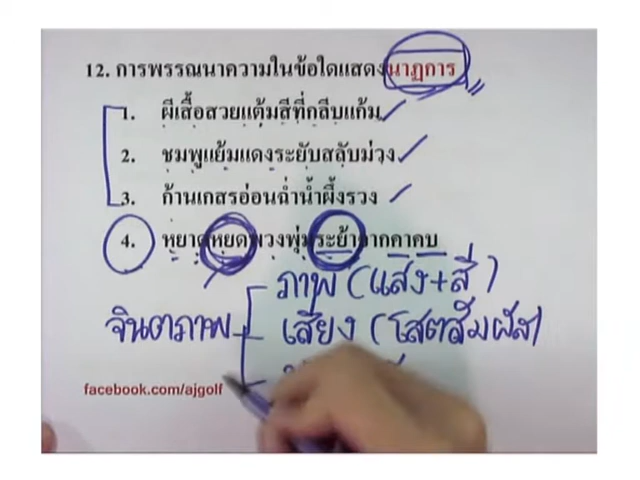 12. การพรรณนาความในข้อใดแสดงนาฏการ
1. ผีเสื้อสวยแต้มสีที่กลีบแก้ม
2. ชมพูแย้มแดงระยับสลับม่วง
3. ก้านเกสรอ่อนฉ่ำน้ำผึ้งรวง
4. หยาดหยดพวงพุ่มระย้าจากคาคบ
ภาพ (แสง+สี)
จินตภาพ เสียง (โสตสัมผัส)
facebook.com/ajgolf